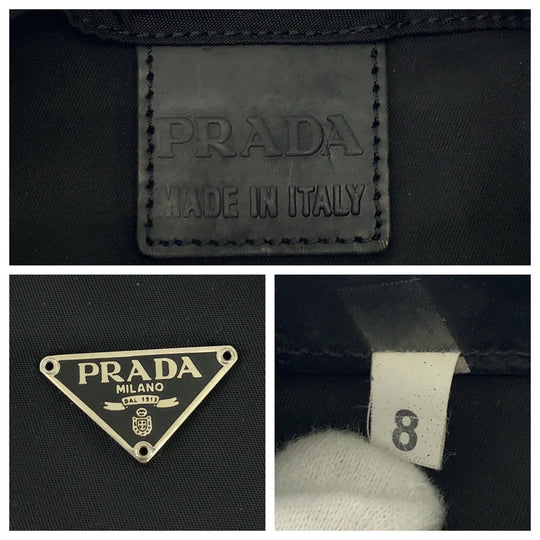 PRADA
MADE IN ITALY
PRADA
MILANO
DAL 1913
8